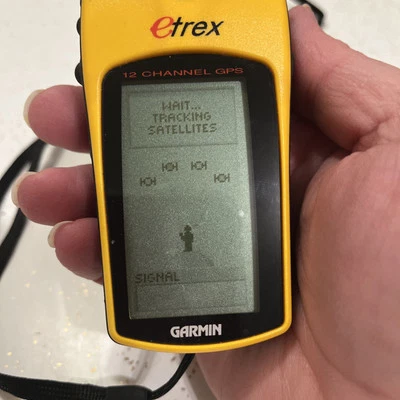 etrex
12 CHANNEL GPS
WAIT...
TRACKING
SATELLITES
SIGNAL
GARMIN